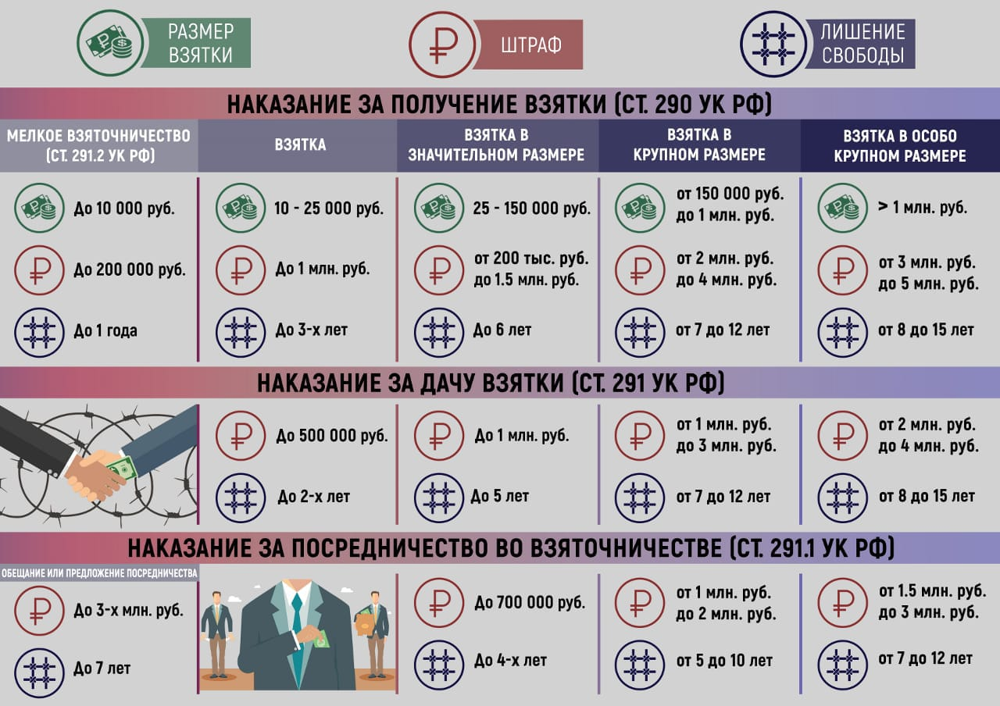 РАЗМЕР
ВЗЯТКИ
ШТРАФ
ЛИШЕНИЕ
СВОБОДЫ
НАКАЗАНИЕ ЗА ПОЛУЧЕНИЕ ВЗЯТКИ (СТ. 290 УК РФ)
МЕЛКОЕ ВЗЯТОЧНИЧЕСТВО
(СТ. 291.2 УК РФ)
ВЗЯТКА
ВЗЯТКА В
ЗНАЧИТЕЛЬНОМ РАЗМЕРЕ
ВЗЯТКА В
КРУПНОМ РАЗМЕРЕ
ВЗЯТКА В ОСОБО
КРУПНОМ РАЗМЕРЕ
До 10 000 руб.
10 - 25 000 руб.
25 - 150 000 руб.
от 150 000 руб.
до 1 млн. руб.
> 1 млн. руб.
До 200 000 руб.
До 1 млн. руб.
от 200 тыс. руб.
до 1.5 млн. руб.
от 2 млн. руб.
до 4 млн. руб.
от 3 млн. руб.
до 5 млн. руб.
До 1 года
До 3-х лет
До 6 лет
от 7 до 12 лет
от 8 до 15 лет
НАКАЗАНИЕ ЗА ДАЧУ ВЗЯТКИ (СТ. 291 УК РФ)
До 500 000 руб.
До 1 млн. руб.
от 1 млн. руб.
до 3 млн. руб.
от 2 млн. руб.
до 4 млн. руб.
До 2-х лет
До 5 лет
от 7 до 12 лет
от 8 до 15 лет
НАКАЗАНИЕ ЗА ПОСРЕДНИЧЕСТВО ВО ВЗЯТОЧНИЧЕСТВЕ (СТ. 291.1 УК РФ)
ОБЕЩАНИЕ ИЛИ ПРЕДЛОЖЕНИЕ ПОСРЕДНИЧЕСТВА
До 3-х млн. руб.
До 700 000 руб.
от 1 млн. руб.
до 2 млн. руб.
от 1.5 млн. руб.
до 3 млн. руб.
До 7 лет
До 4-х лет
от 5 до 10 лет
от 7 до 12 лет